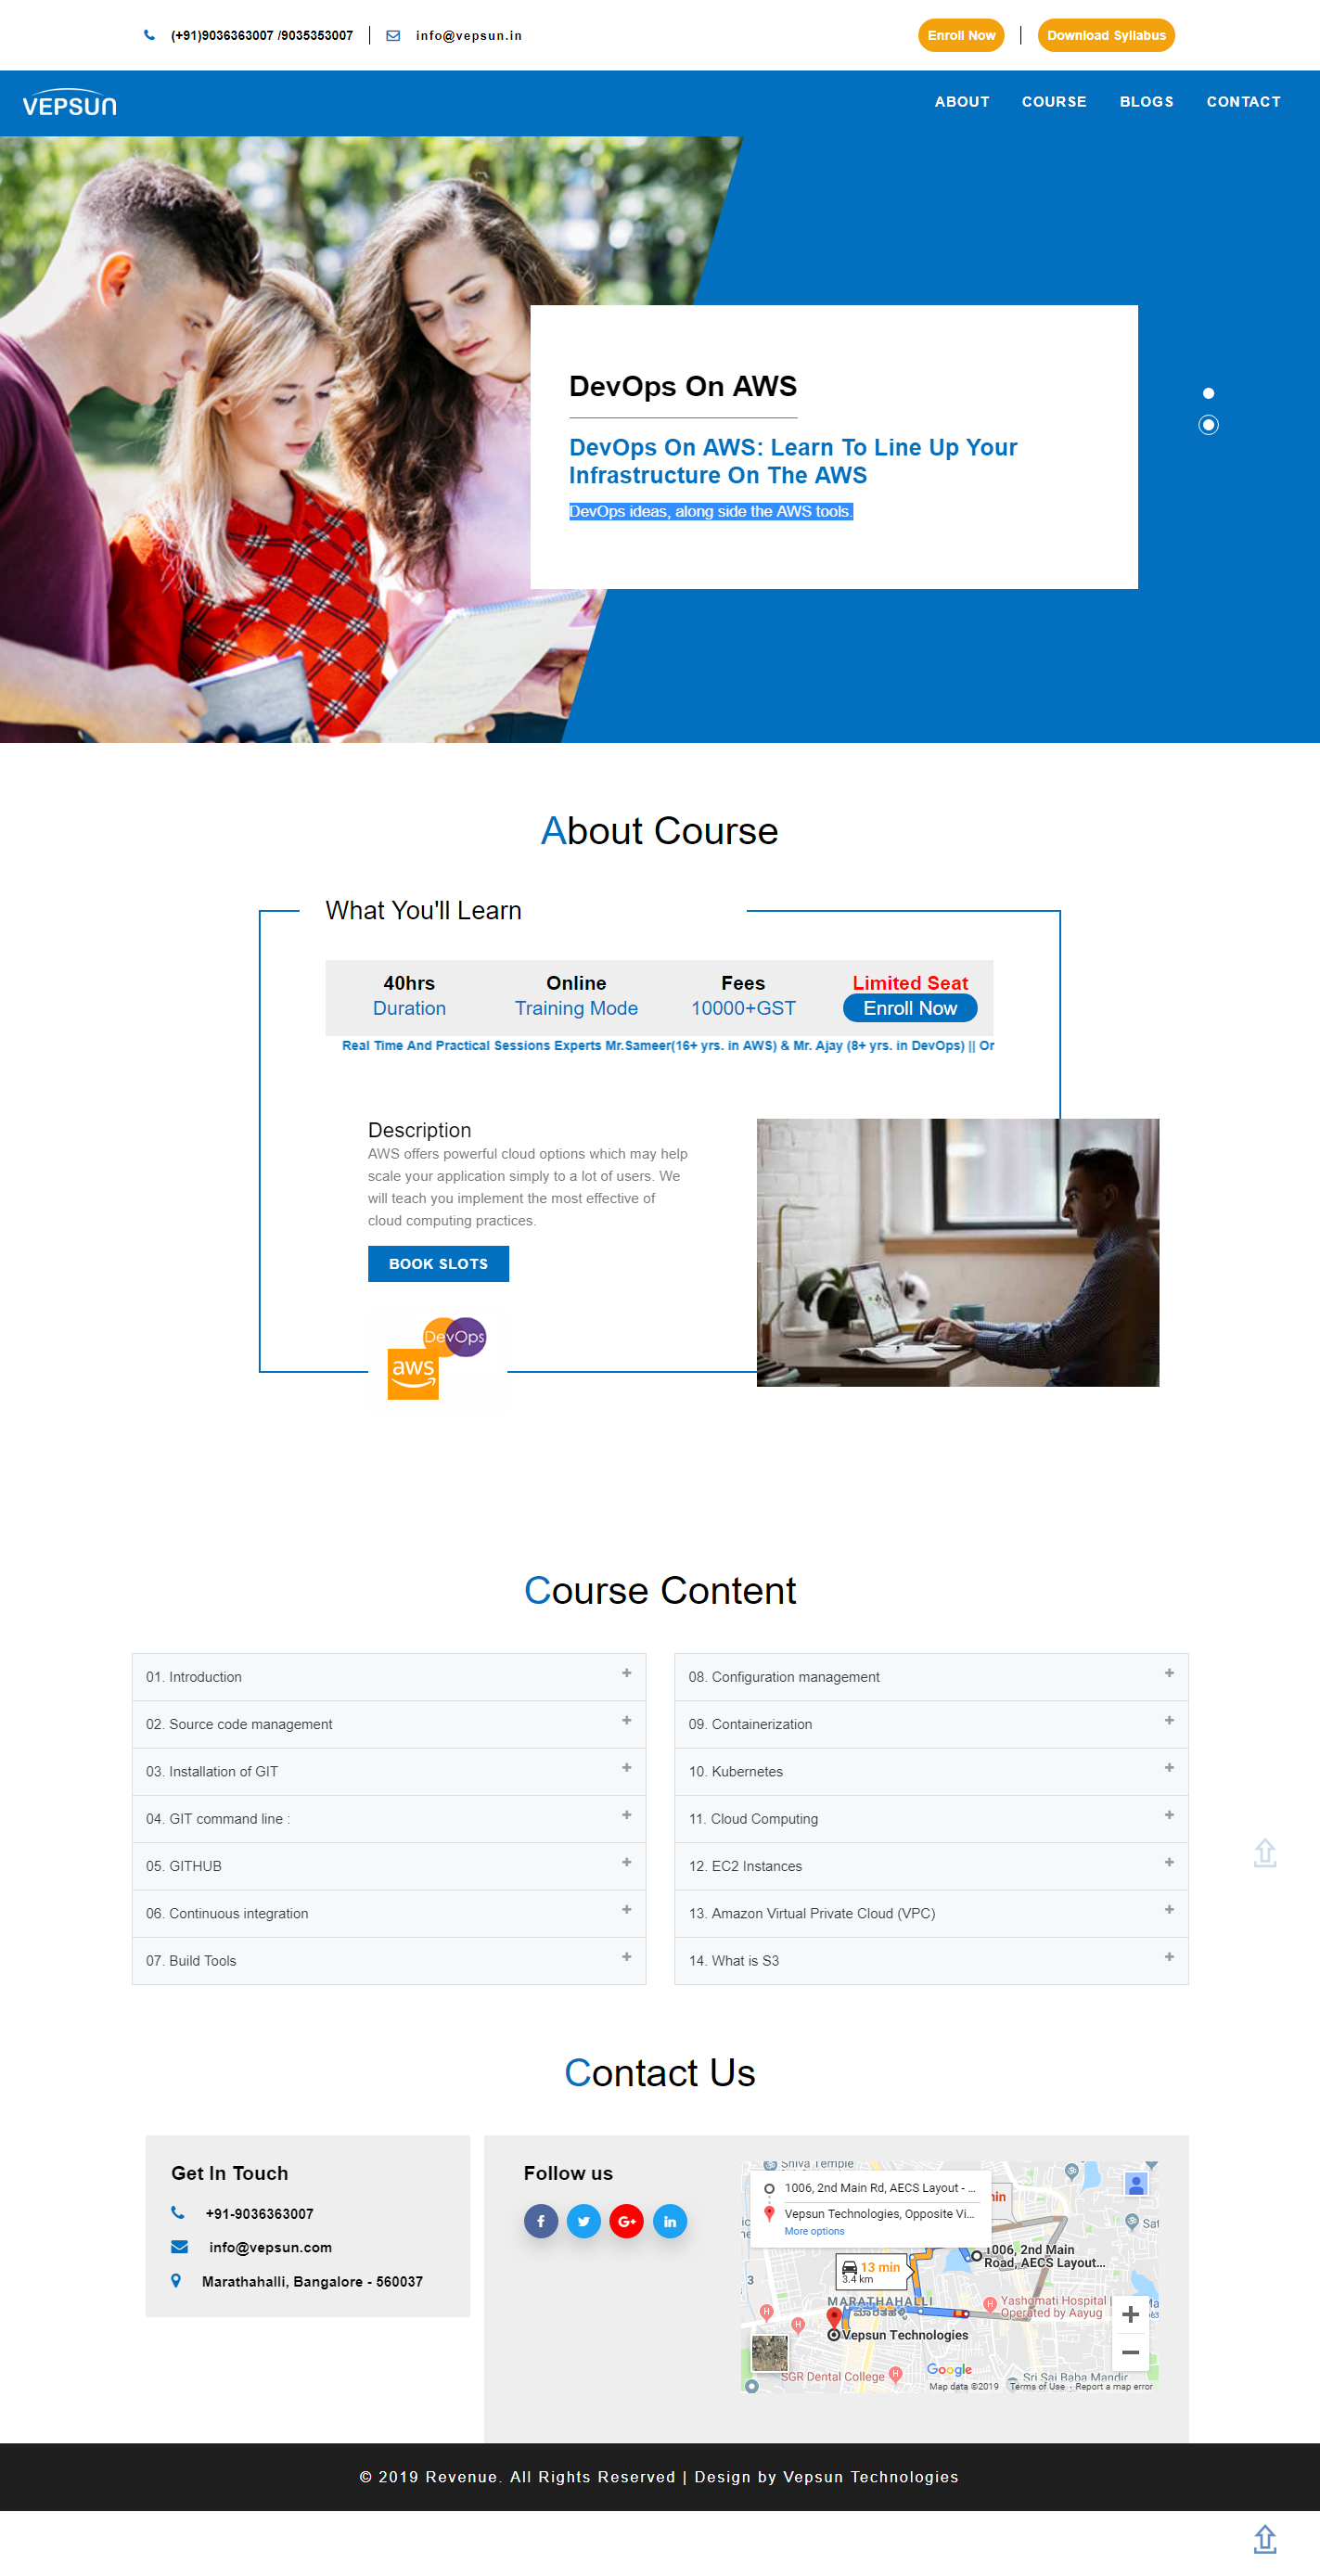 (+91)9036363007 /9035353007
info@vepsun.in
Enroll Now
Download Syllabus
VEPSUN
ABOUT
COURSE
BLOGS
CONTACT
DevOps On AWS
DevOps On AWS: Learn To Line Up Your
Infrastructure On The AWS
DevOps ideas, along side the AWS tools.
About Course
What You'll Learn
40hrs
Duration
Online
Training Mode
Fees
10000+GST
Limited Seat
Enroll Now
Real Time And Practical Sessions Experts Mr.Sameer(16+ yrs. in AWS) & Mr. Ajay (8+ yrs. in DevOps) || Or
Description
AWS offers powerful cloud options which may help
scale your application simply to a lot of users. We
will teach you implement the most effective of
cloud computing practices.
BOOK SLOTS
DevOps
aws
Course Content
01. Introduction
02. Source code management
03. Installation of GIT
04. GIT command line :
05. GITHUB
06. Continuous integration
07. Build Tools
08. Configuration management
09. Containerization
10. Kubernetes
11. Cloud Computing
12. EC2 Instances
13. Amazon Virtual Private Cloud (VPC)
14. What is S3
Contact Us
Get In Touch
+91-9036363007
info@vepsun.com
Marathahalli, Bangalore - 560037
Follow us
Shiva Temple
1006, 2nd Main Rd, AECS Layout - ...
Vepsun Technologies, Opposite Vi...
More options
min
Sat
1006, 2nd Main
Road, AECS Layout...
13 min
3.4 km
MARATHAHALLI
ಮಾರತಹಳ್ಳಿ
Yashomati Hospital
Operated by Aayug
Vepsun Technologies
SGR Dental College
Google
Sri Sai Baba Mandir
Map data ©2019
Terms of Use
Report a map error
© 2019 Revenue. All Rights Reserved | Design by Vepsun Technologies